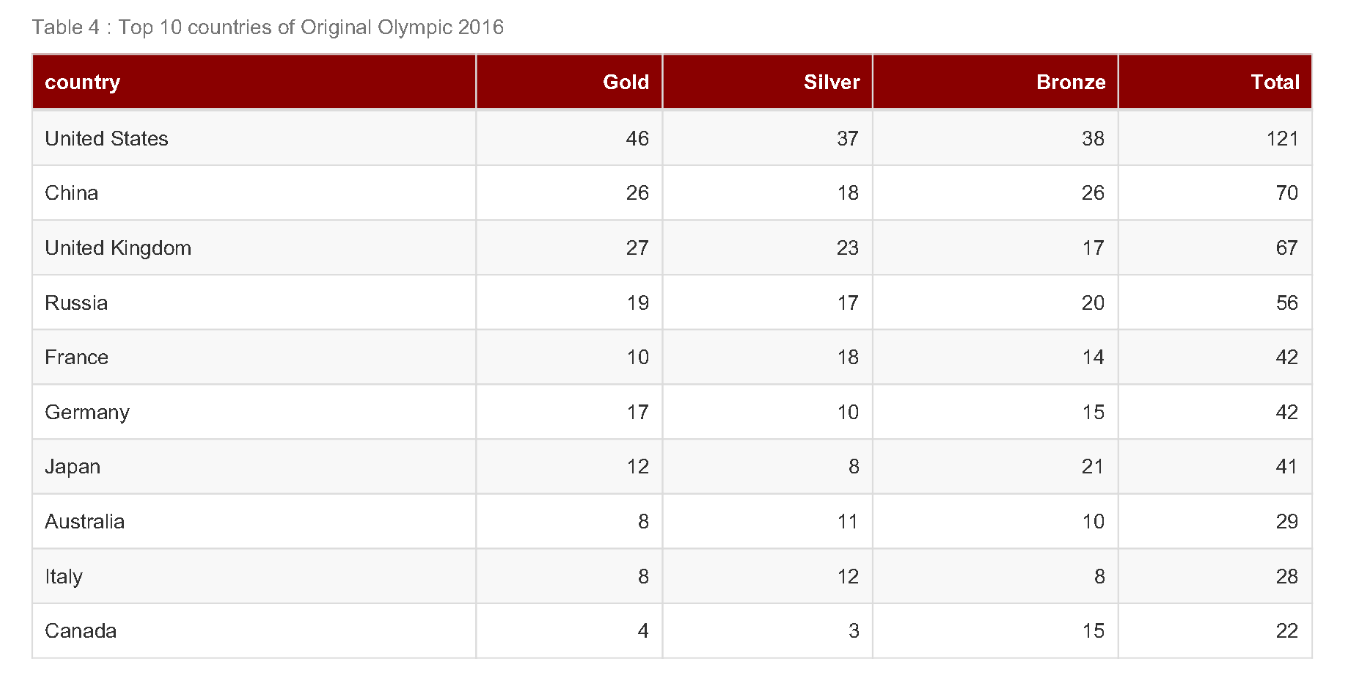 Table 4 : Top 10 countries of Original Olympic 2016
country Gold Silver Bronze Total
United States 46 37 38 121
China 26 18 26 70
United Kingdom 27 23 17 67
Russia 19 17 20 56
France 10 18 14 42
Germany 17 10 15 42
Japan 12 8 21 41
Australia 8 11 10 29
Italy 8 12 8 28
Canada 4 3 15 22